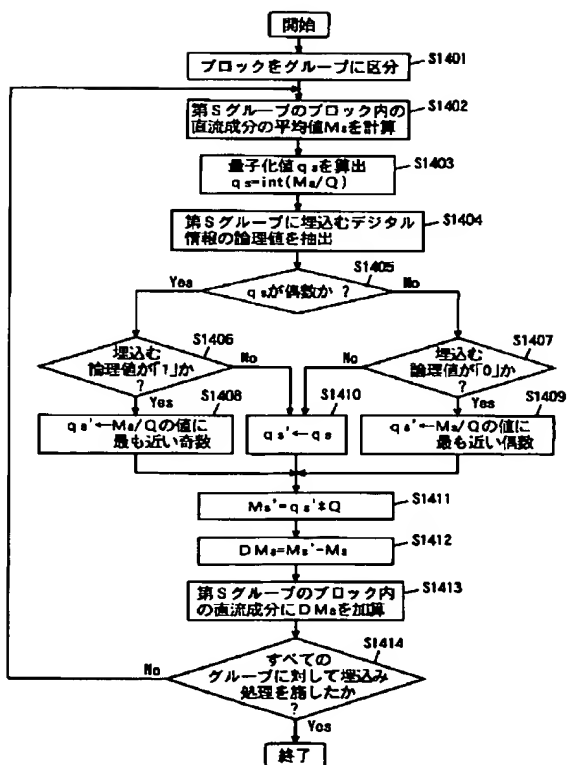 開始
ブロックをグループに区分
S1401
第Sグループのブロック内の
直流成分の平均値Msを計算
S1402
量子化値qsを算出
qs=int(Ms/Q)
S1403
第Sグループに埋込むデジタル
情報の論理値を抽出
S1404
S1405
Yes
qsが偶数か ?
No
S1406
埋込む
論理値が「1」か
?
No
Yes
S1407
埋込む
論理値が「0」か
?
No
Yes
S1408
qs'←Ms/Qの値に
最も近い奇数
S1410
qs'←qs
S1409
qs'←Ms/Qの値に
最も近い偶数
Ms'=qs'*Q
S1411
DMs=Ms'-Ms
S1412
第Sグループのブロック内
の直流成分にDMsを加算
S1413
S1414
すべての
グループに対して埋込み
処理を施したか
?
No
Yes
終了